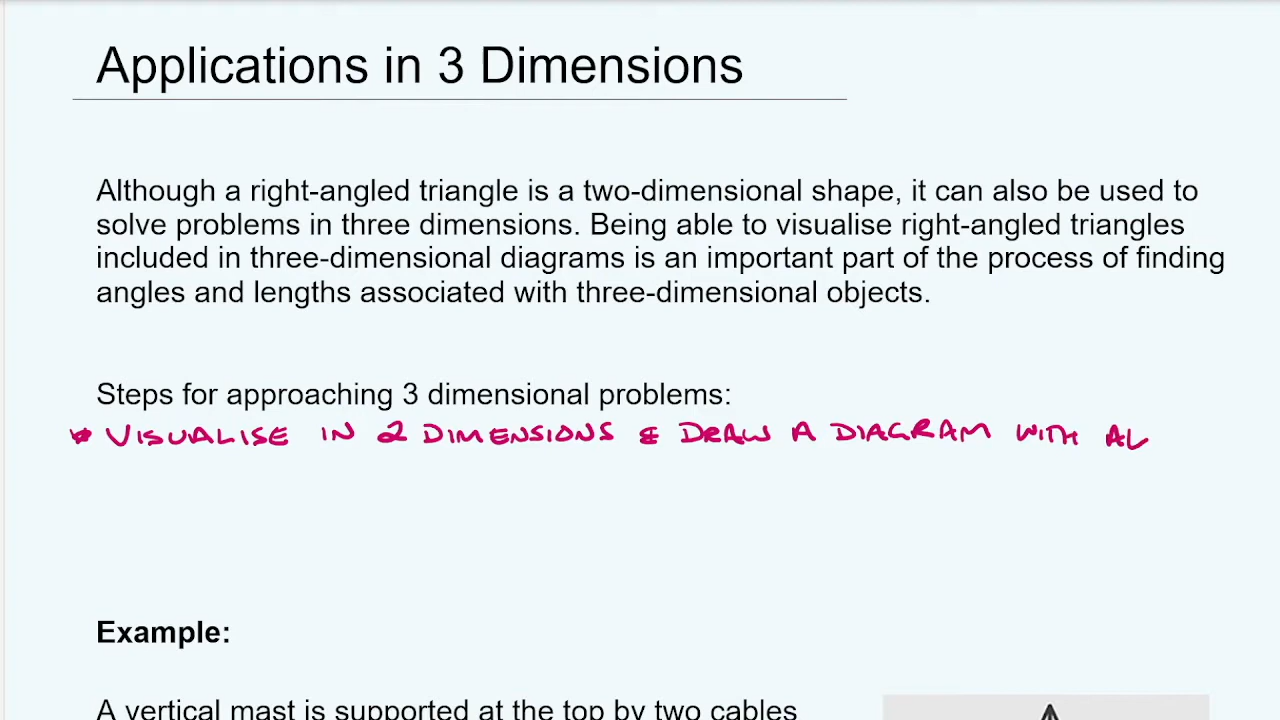 Applications in 3 Dimensions
Although a right-angled triangle is a two-dimensional shape, it can also be used to
solve problems in three dimensions. Being able to visualise right-angled triangles
included in three-dimensional diagrams is an important part of the process of finding
angles and lengths associated with three-dimensional objects.
Steps for approaching 3 dimensional problems:
VISUALISE IN 2 DIMENSIONS & DRAW A DIAGRAM WITH AL
Example:
A vertical mast is supported at the top by two cables